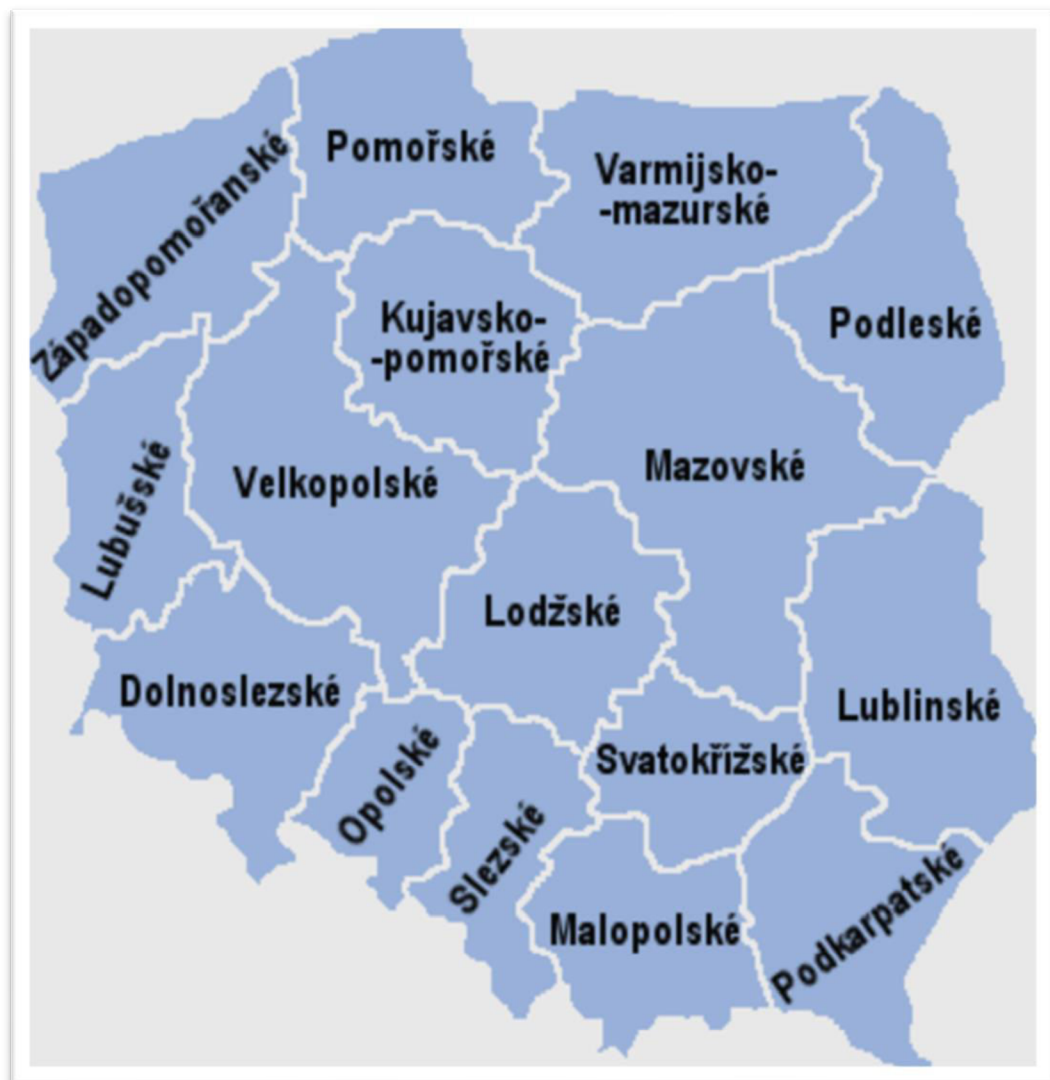 Pomořské
Varmijsko-
-mazurské
Západopomořanské
Kujavsko-
-pomořské
Podleské
Velkopolské
Mazovské
Lubušské
Lodžské
Dolnoslezské
Lublinské
Opolské
Svatokřížské
Slezské
Malopolské
Podkarpatské